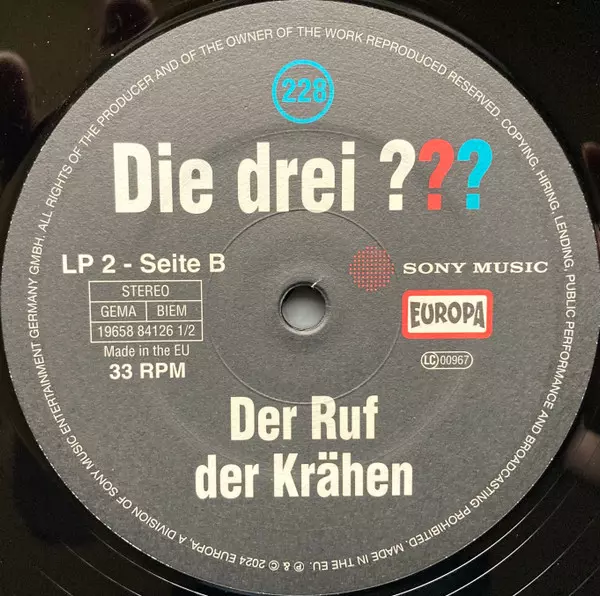 228
Die drei ???
LP 2 - Seite B
STEREO
GEMA BIEM
19658 84126 1/2
Made in the EU
33 RPM
SONY MUSIC
EUROPA
LC 00967
Der Ruf
der Krähen
℗ & © 2024 EUROPA, A DIVISION OF SONY MUSIC ENTERTAINMENT GERMANY GMBH. ALL RIGHTS OF THE PRODUCER AND OF THE OWNER OF THE WORK REPRODUCED RESERVED. COPYING, HIRING, LENDING, PUBLIC PERFORMANCE AND BROADCASTING PROHIBITED. MADE IN THE EU.